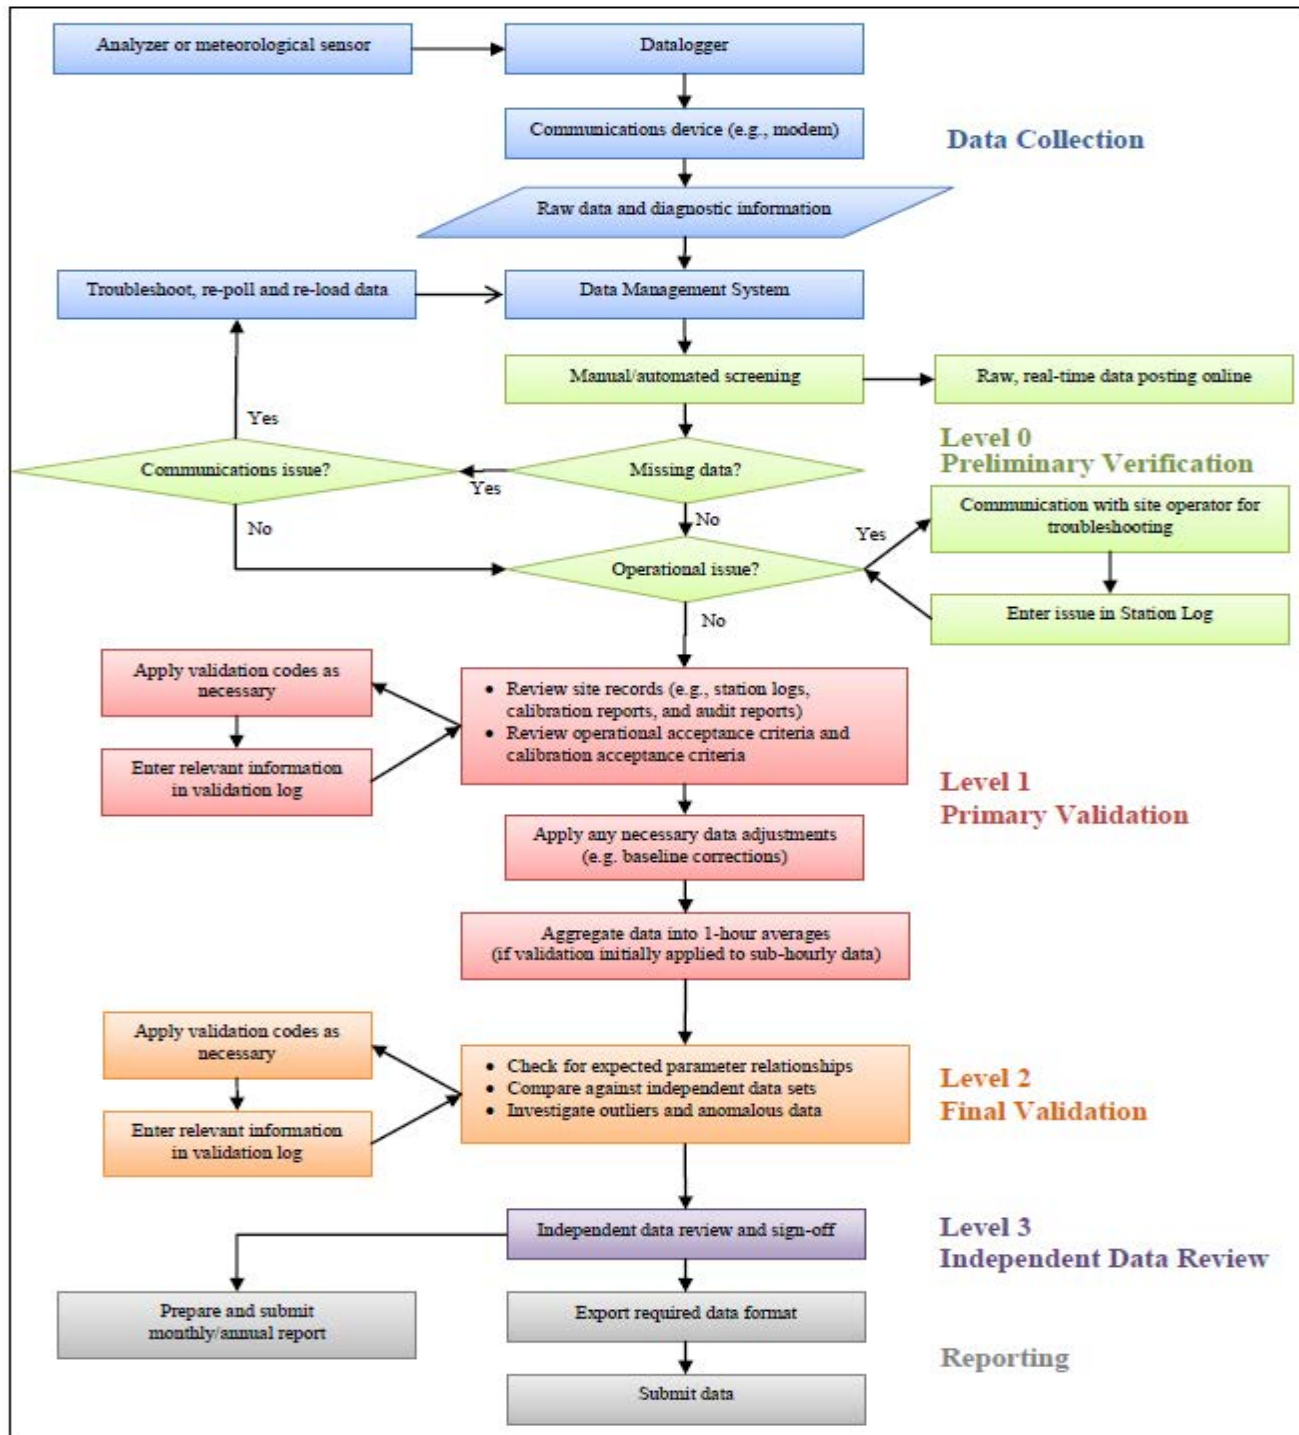 Analyzer or meteorological sensor
Datalogger
Communications device (e.g., modem)
Data Collection
Raw data and diagnostic information
Troubleshoot, re-poll and re-load data
Data Management System
Manual/automated screening
Raw, real-time data posting online
Yes
Level 0
Preliminary Verification
Communications issue?
Yes
Missing data?
No
No
Yes
Communication with site operator for
troubleshooting
Operational issue?
Enter issue in Station Log
No
Apply validation codes as
necessary
Enter relevant information
in validation log
• Review site records (e.g., station logs,
calibration reports, and audit reports)
• Review operational acceptance criteria and
calibration acceptance criteria
Level 1
Primary Validation
Apply any necessary data adjustments
(e.g. baseline corrections)
Aggregate data into 1-hour averages
(if validation initially applied to sub-hourly data)
Apply validation codes as
necessary
Enter relevant information
in validation log
• Check for expected parameter relationships
• Compare against independent data sets
• Investigate outliers and anomalous data
Level 2
Final Validation
Independent data review and sign-off
Level 3
Independent Data Review
Prepare and submit
monthly/annual report
Export required data format
Reporting
Submit data